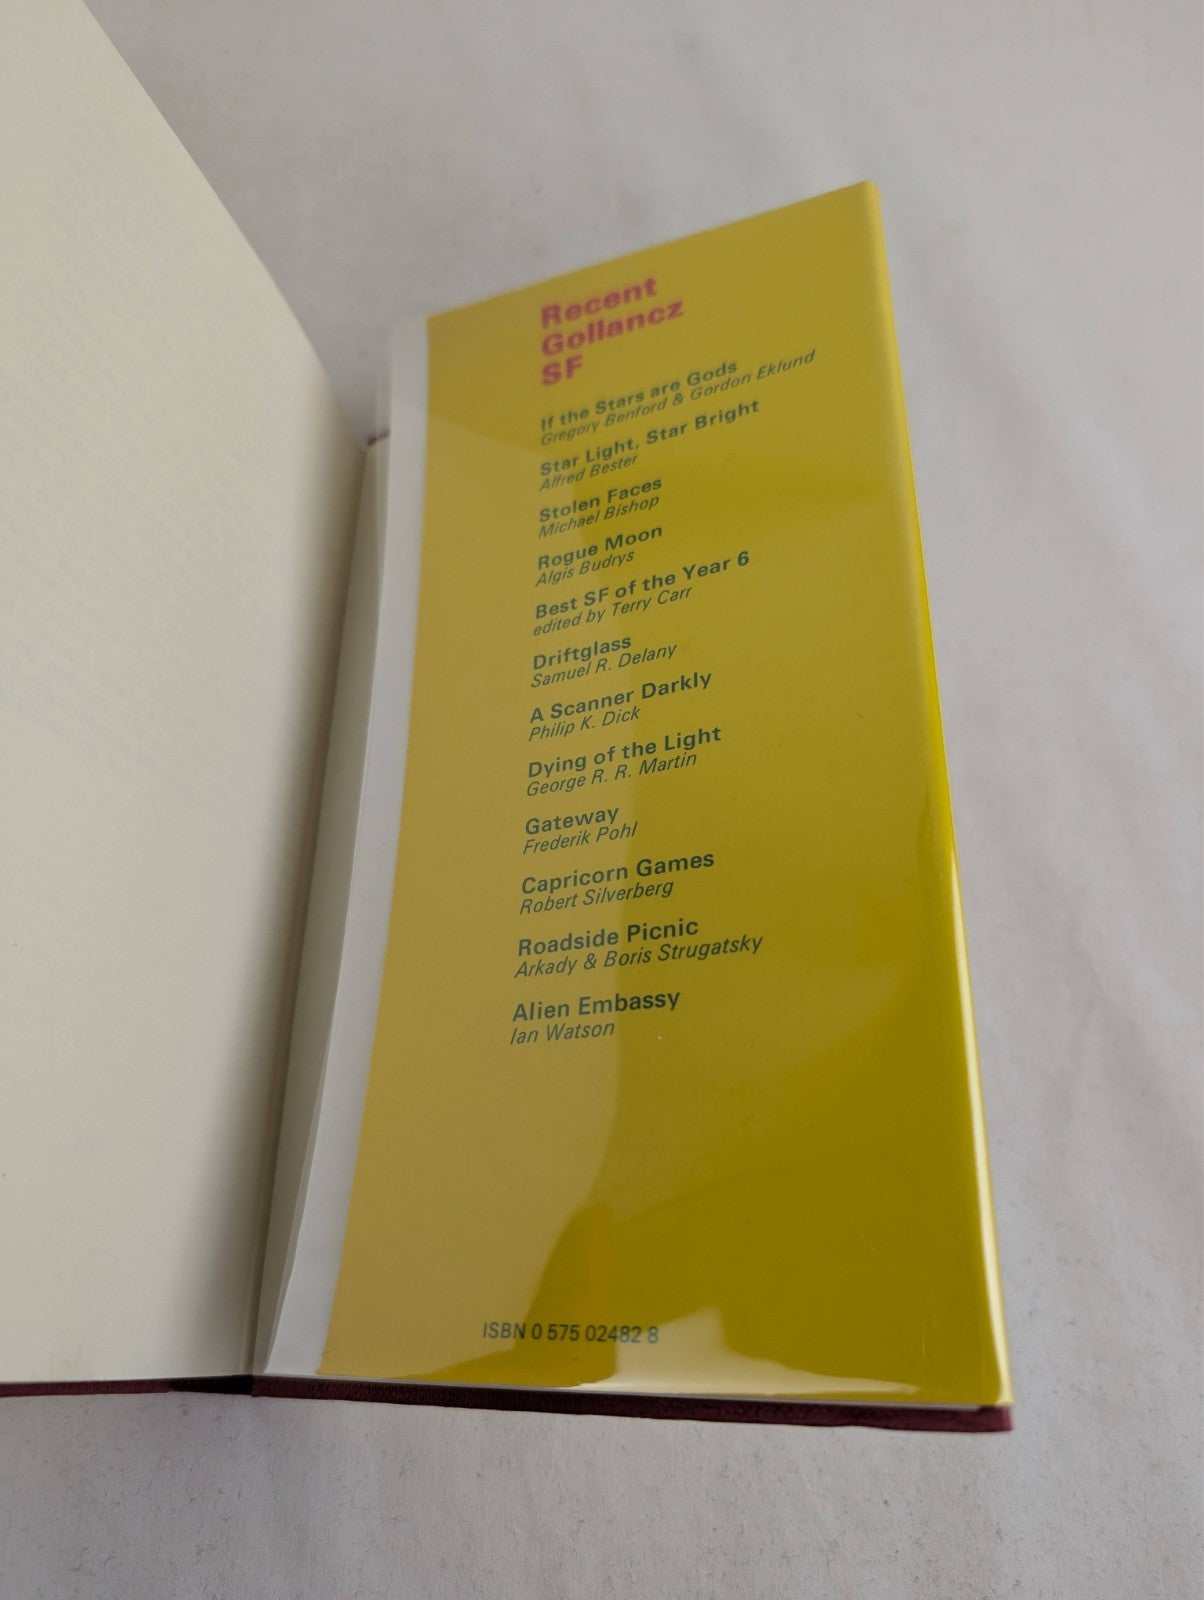 Recent
Gollancz
SF
If the Stars are Gods
Gregory Benford & Gordon Eklund
Star Light, Star Bright
Alfred Bester
Stolen Faces
Michael Bishop
Rogue Moon
Algis Budrys
Best SF of the Year 6
edited by Terry Carr
Driftglass
Samuel R. Delany
A Scanner Darkly
Philip K. Dick
Dying of the Light
George R. R. Martin
Gateway
Frederik Pohl
Capricorn Games
Robert Silverberg
Roadside Picnic
Arkady & Boris Strugatsky
Alien Embassy
Ian Watson
ISBN 0 575 02482 8